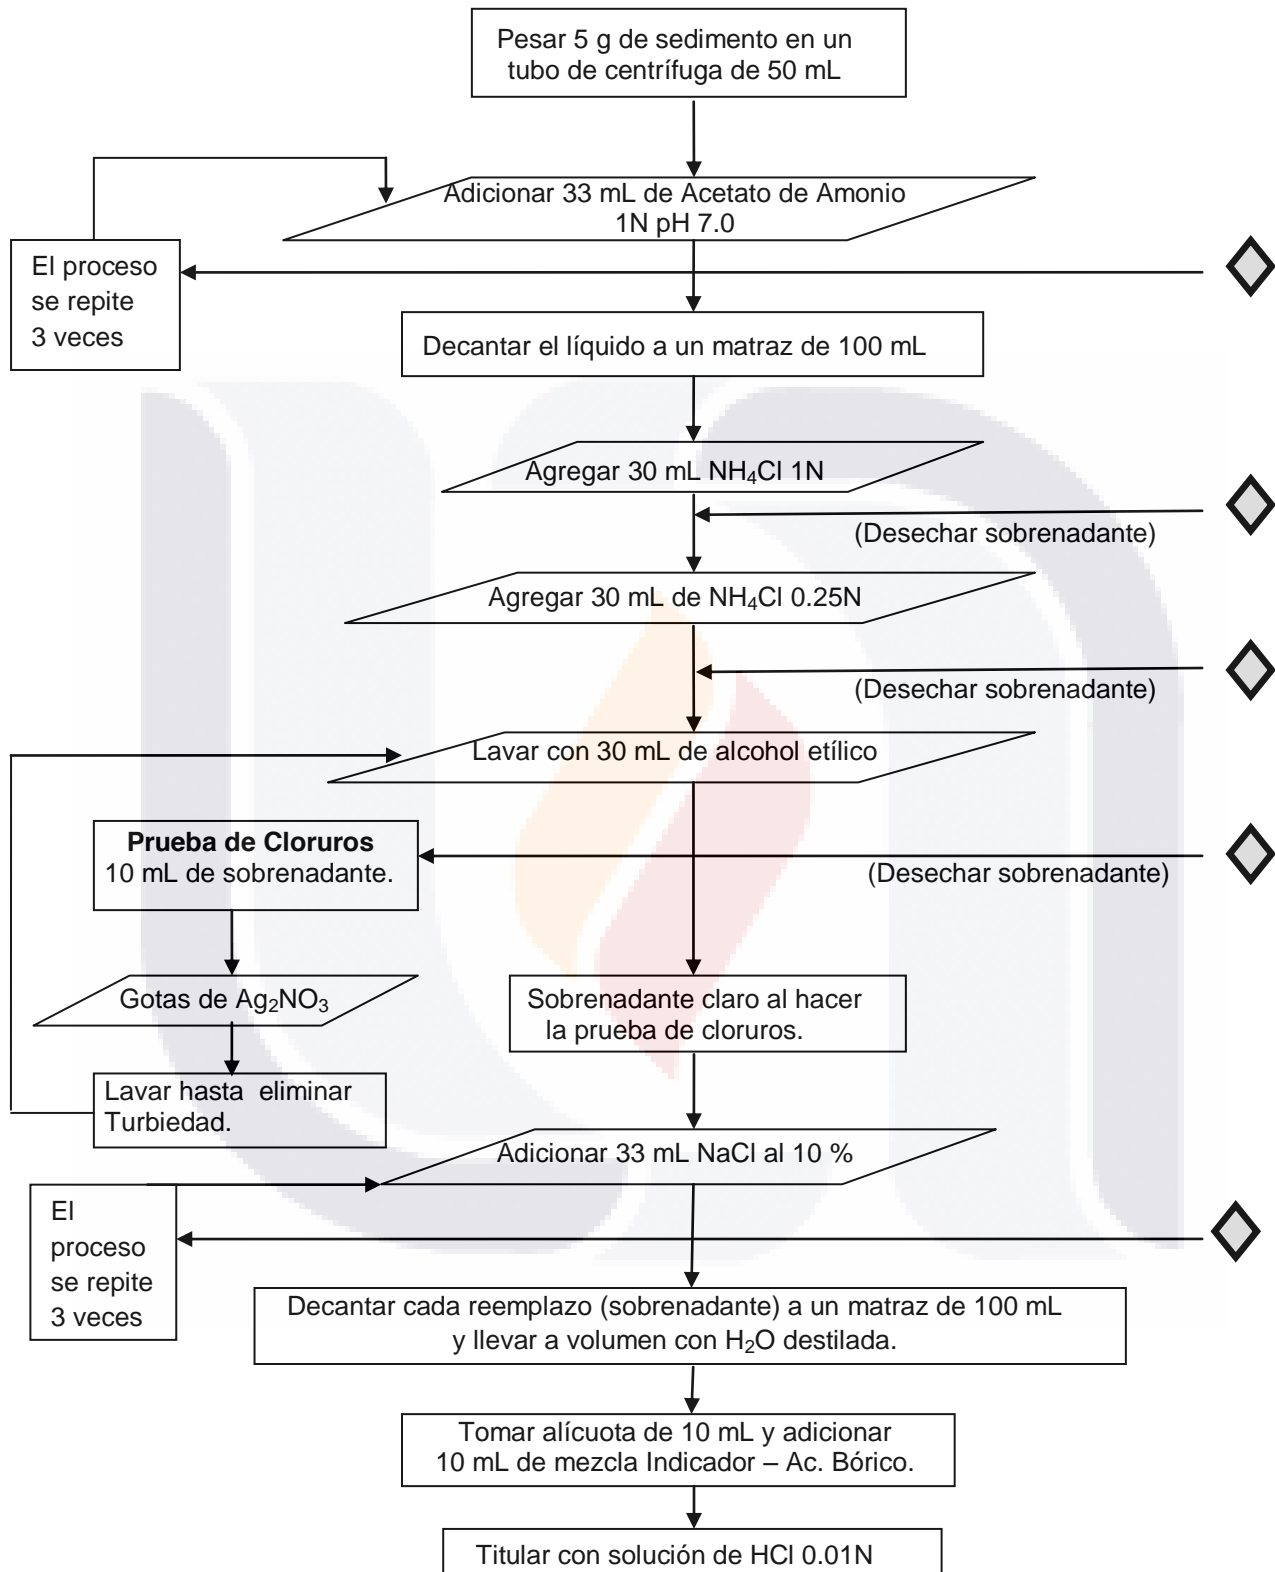 Pesar 5 g de sedimento en un
tubo de centrífuga de 50 mL
Adicionar 33 mL de Acetato de Amonio
1N pH 7.0
El proceso
se repite
3 veces
Decantar el líquido a un matraz de 100 mL
Agregar 30 mL NH₄Cl 1N
(Desechar sobrenadante)
Agregar 30 mL de NH₄Cl 0.25N
(Desechar sobrenadante)
Lavar con 30 mL de alcohol etílico
Prueba de Cloruros
10 mL de sobrenadante.
(Desechar sobrenadante)
Gotas de Ag₂NO₃
Sobrenadante claro al hacer
la prueba de cloruros.
Lavar hasta eliminar
Turbiedad.
Adicionar 33 mL NaCl al 10 %
El
proceso
se repite
3 veces
Decantar cada reemplazo (sobrenadante) a un matraz de 100 mL
y llevar a volumen con H₂O destilada.
Tomar alícuota de 10 mL y adicionar
10 mL de mezcla Indicador – Ac. Bórico.
Titular con solución de HCl 0.01N